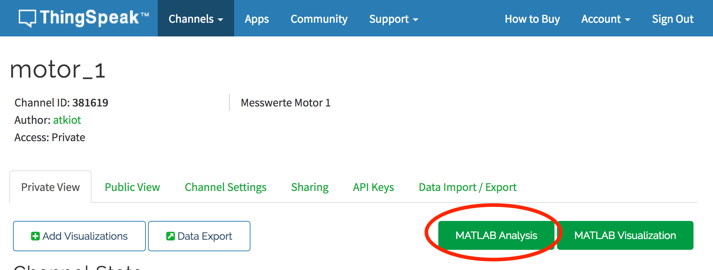 ThingSpeak™ Channels Apps Community Support How to Buy Account Sign Out
motor_1
Channel ID: 381619 Messwerte Motor 1
Author: atkiot
Access: Private
Private View Public View Channel Settings Sharing API Keys Data Import / Export
Add Visualizations Data Export MATLAB Analysis MATLAB Visualization
Channel Stats